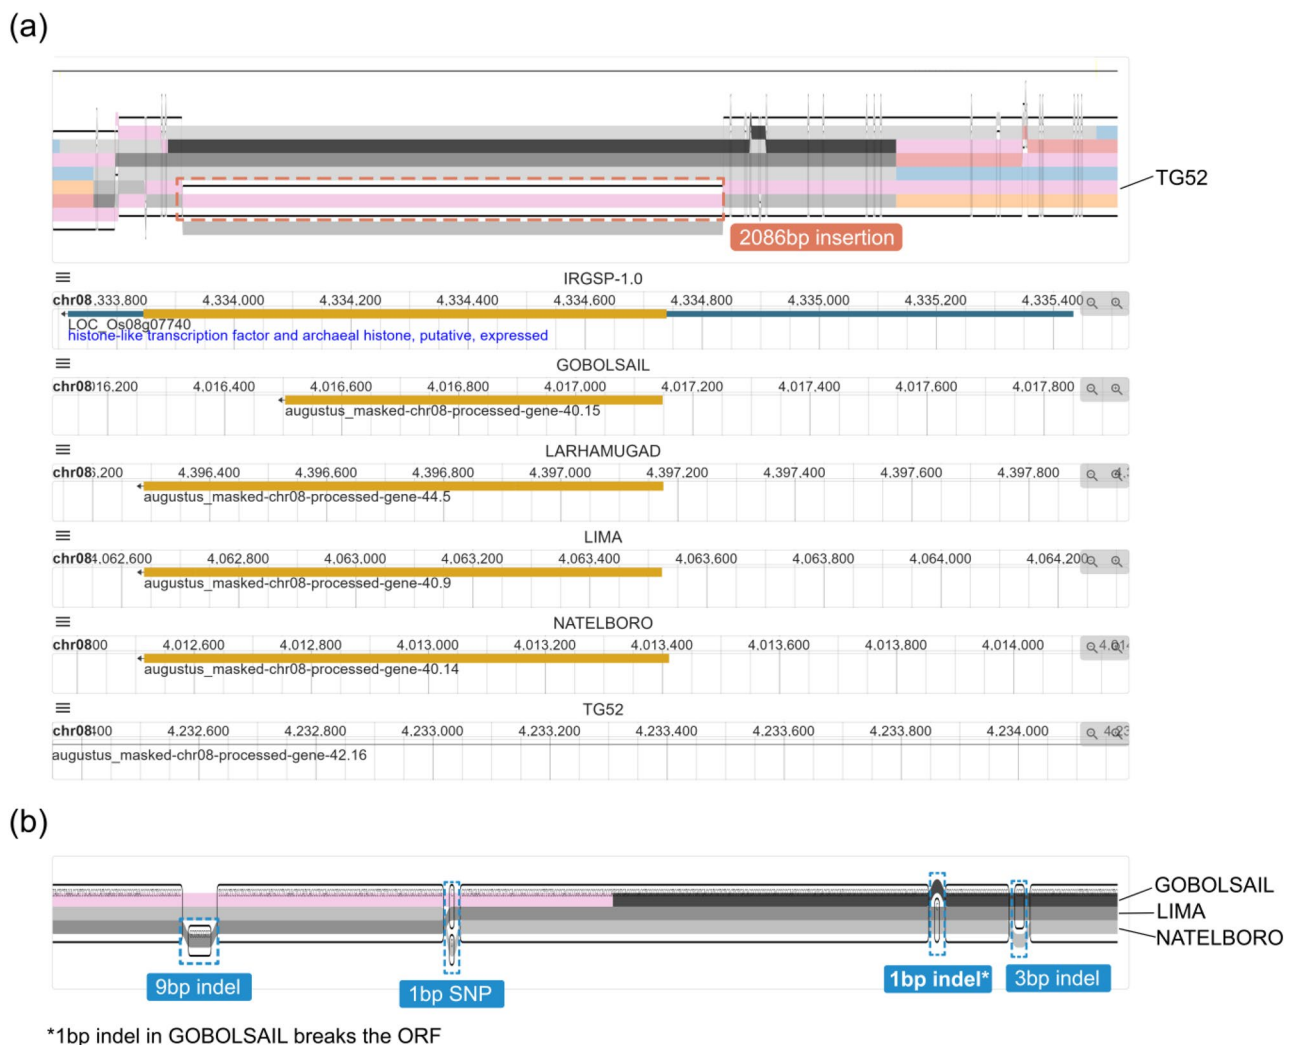 (a)
TG52
2086bp insertion
IRGSP-1.0
chr08 4,334,000 4,334,200 4,334,400 4,334,600 4,334,800 4,335,000 4,335,200 4,335,400
LOC_Os08g07740
histone-like transcription factor and archaeal histone, putative, expressed
GOBOLSAIL
chr08 4,016,400 4,016,600 4,016,800 4,017,000 4,017,200 4,017,400 4,017,600 4,017,800
augustus_masked-chr08-processed-gene-40.15
LARHAMUGAD
chr08 4,396,400 4,396,600 4,396,800 4,397,000 4,397,200 4,397,400 4,397,600 4,397,800
augustus_masked-chr08-processed-gene-44.5
LIMA
chr08 4,062,800 4,063,000 4,063,200 4,063,400 4,063,600 4,063,800 4,064,000 4,064,200
augustus_masked-chr08-processed-gene-40.9
NATELBORO
chr08 4,012,600 4,012,800 4,013,000 4,013,200 4,013,400 4,013,600 4,013,800 4,014,000
augustus_masked-chr08-processed-gene-40.14
TG52
chr08 4,232,600 4,232,800 4,233,000 4,233,200 4,233,400 4,233,600 4,233,800 4,234,000
augustus_masked-chr08-processed-gene-42.16
(b)
GOBOLSAIL
LIMA
NATELBORO
9bp indel
1bp SNP
1bp indel*
3bp indel
*1bp indel in GOBOLSAIL breaks the ORF